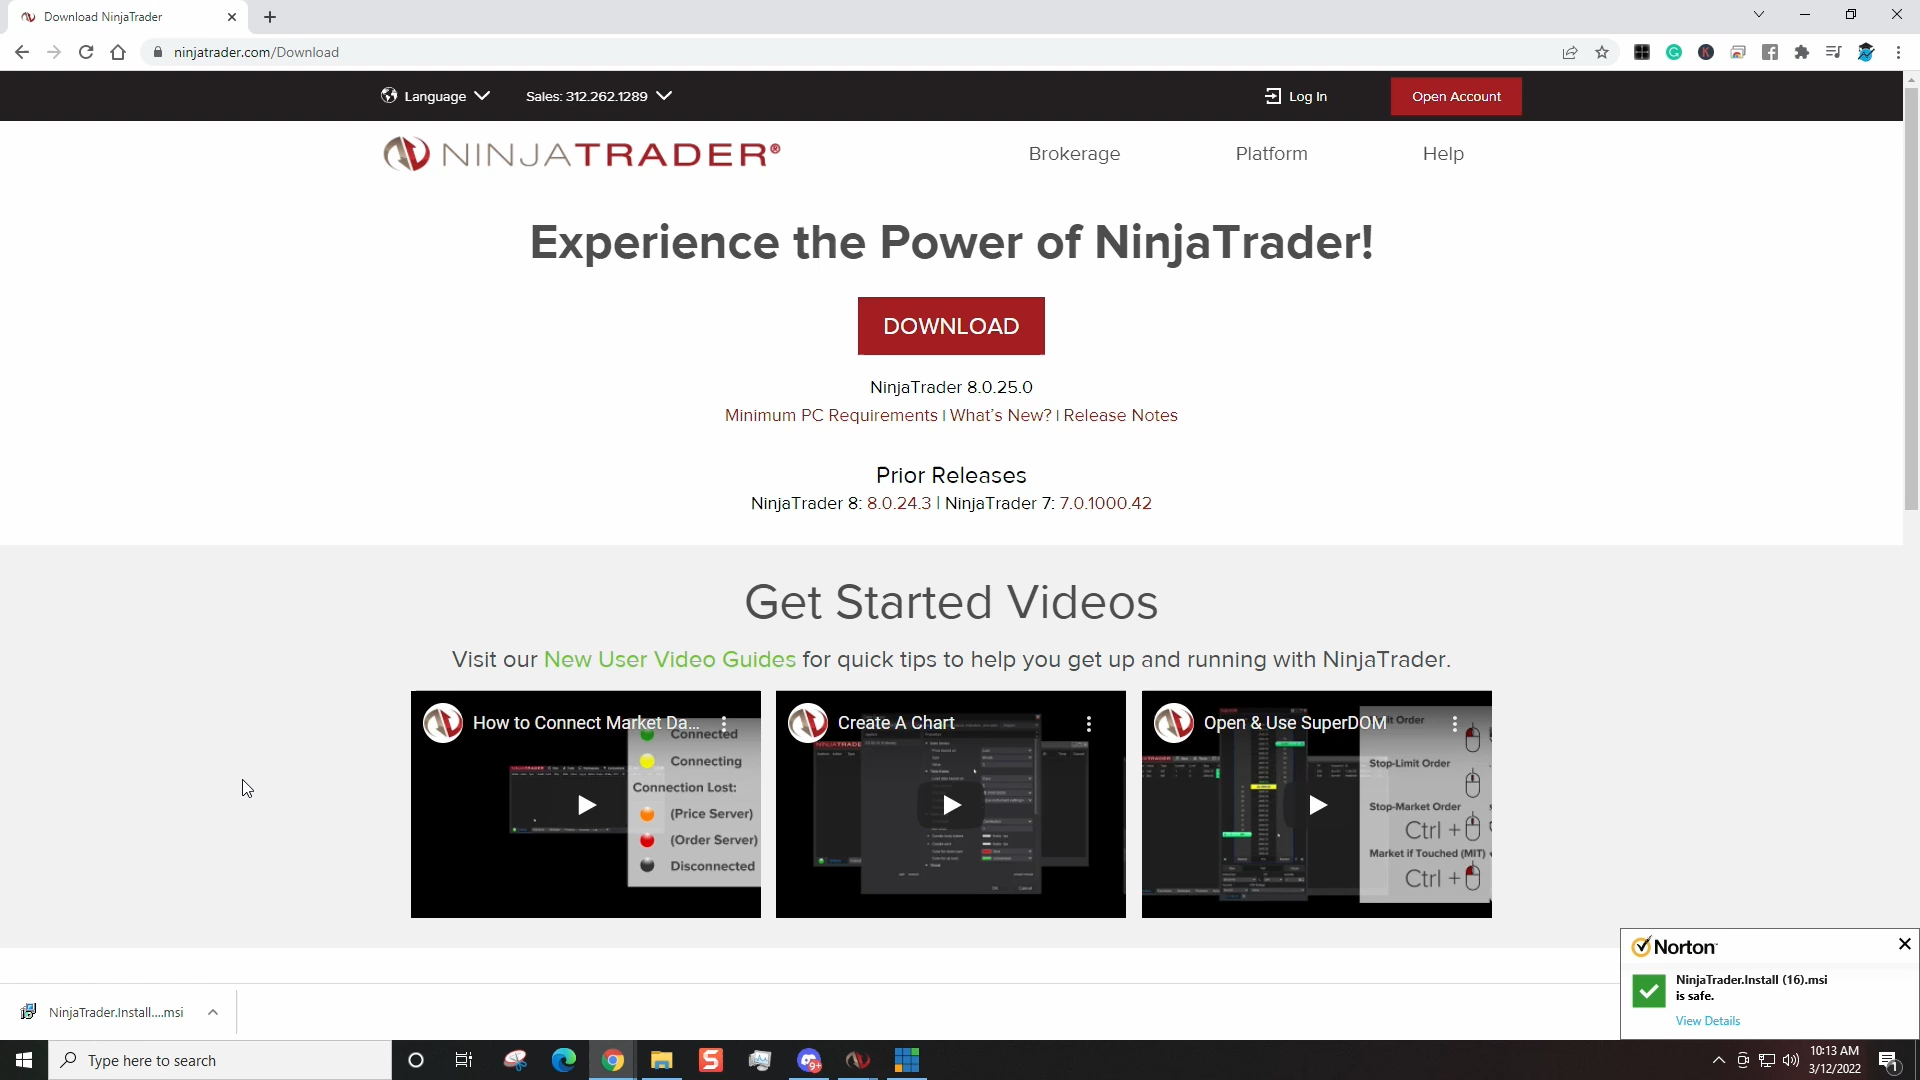 Download NinjaTrader
ninjatrader.com/Download
Language
Sales: 312.262.1289
Log In
Open Account
NINJATRADER®
Brokerage
Platform
Help
Experience the Power of NinjaTrader!
DOWNLOAD
NinjaTrader 8.0.25.0
Minimum PC Requirements | What's New? | Release Notes
Prior Releases
NinjaTrader 8: 8.0.24.3 | NinjaTrader 7: 7.0.1000.42
Get Started Videos
Visit our New User Video Guides for quick tips to help you get up and running with NinjaTrader.
How to Connect Market Da...
Connected
Connecting
Connection Lost:
(Price Server)
(Order Server)
Disconnected
Create A Chart
Open & Use SuperDOM
Stop-Limit Order
Stop-Market Order
Ctrl +
Market if Touched (MIT)
Ctrl +
Norton
NinjaTrader.Install (16).msi
is safe.
View Details
NinjaTrader.Install....msi
Type here to search
9+
10:13 AM
3/12/2022
1